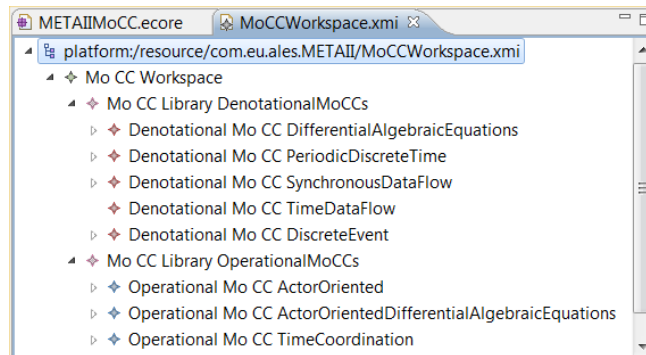 METAIIMoCC.ecore MoCCWorkspace.xmi
platform:/resource/com.eu.ales.METAII/MoCCWorkspace.xmi
Mo CC Workspace
Mo CC Library DenotationalMoCCs
Denotational Mo CC DifferentialAlgebraicEquations
Denotational Mo CC PeriodicDiscreteTime
Denotational Mo CC SynchronousDataFlow
Denotational Mo CC TimeDataFlow
Denotational Mo CC DiscreteEvent
Mo CC Library OperationalMoCCs
Operational Mo CC ActorOriented
Operational Mo CC ActorOrientedDifferentialAlgebraicEquations
Operational Mo CC TimeCoordination